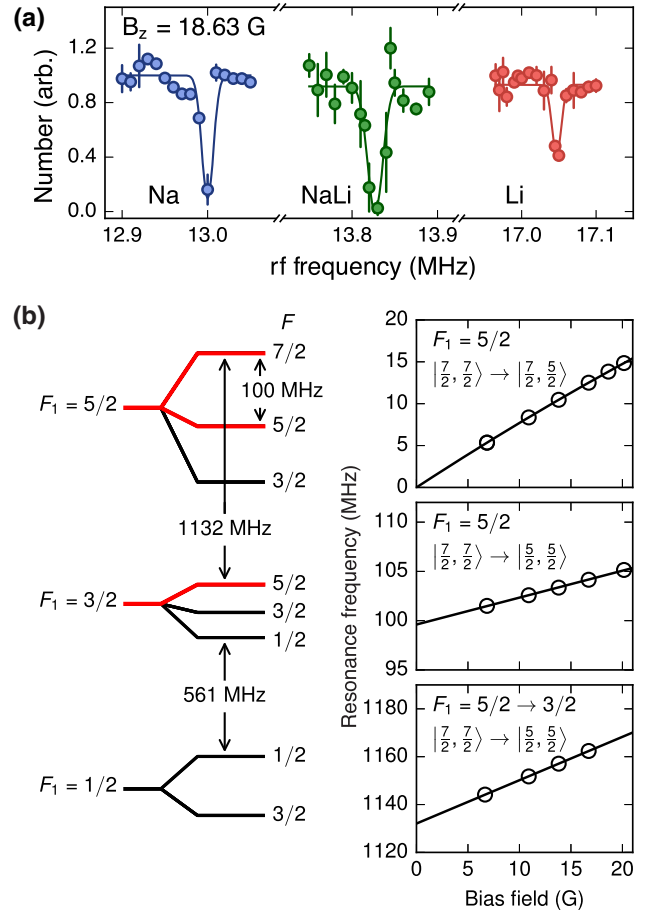 (a)
B_z = 18.63 G
Number (arb.)
1.2
0.8
0.4
0.0
Na
NaLi
Li
12.9 13.0 13.8 13.9 17.0 17.1
rf frequency (MHz)
(b)
F
7/2
100 MHz
F₁ = 5/2
5/2
3/2
1132 MHz
5/2
F₁ = 3/2
3/2
1/2
561 MHz
1/2
F₁ = 1/2
3/2
Resonance frequency (MHz)
20
15
10
5
0
F₁ = 5/2
|7/2, 7/2⟩ → |7/2, 5/2⟩
105
100
95
F₁ = 5/2
|7/2, 7/2⟩ → |5/2, 5/2⟩
1180
1160
1140
1120
F₁ = 5/2 → 3/2
|7/2, 7/2⟩ → |5/2, 5/2⟩
0 5 10 15 20
Bias field (G)